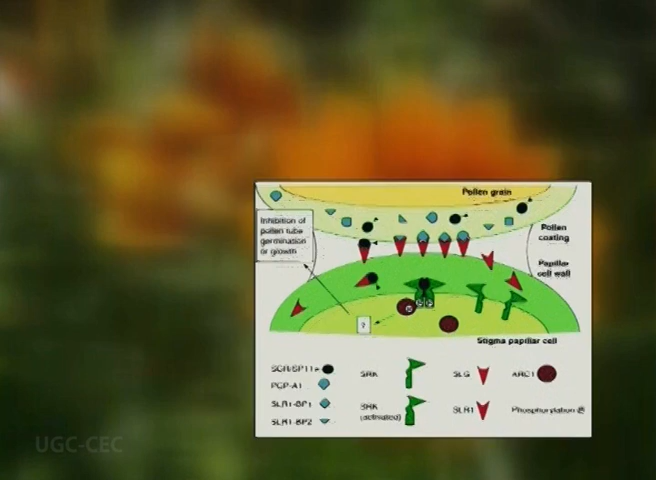 Pollen grain
Inhibition of
pollen tube
germination
or growth
Pollen
coating
Papilla
cell wall
?
Stigma papillar cell
SCR/SP11
SRK
SLG
ARC1
PCP-A1
SLR1-BP1
SRK
(activated)
SLR1
Phosphorylation
SLR1-BP2
UGC-CEC